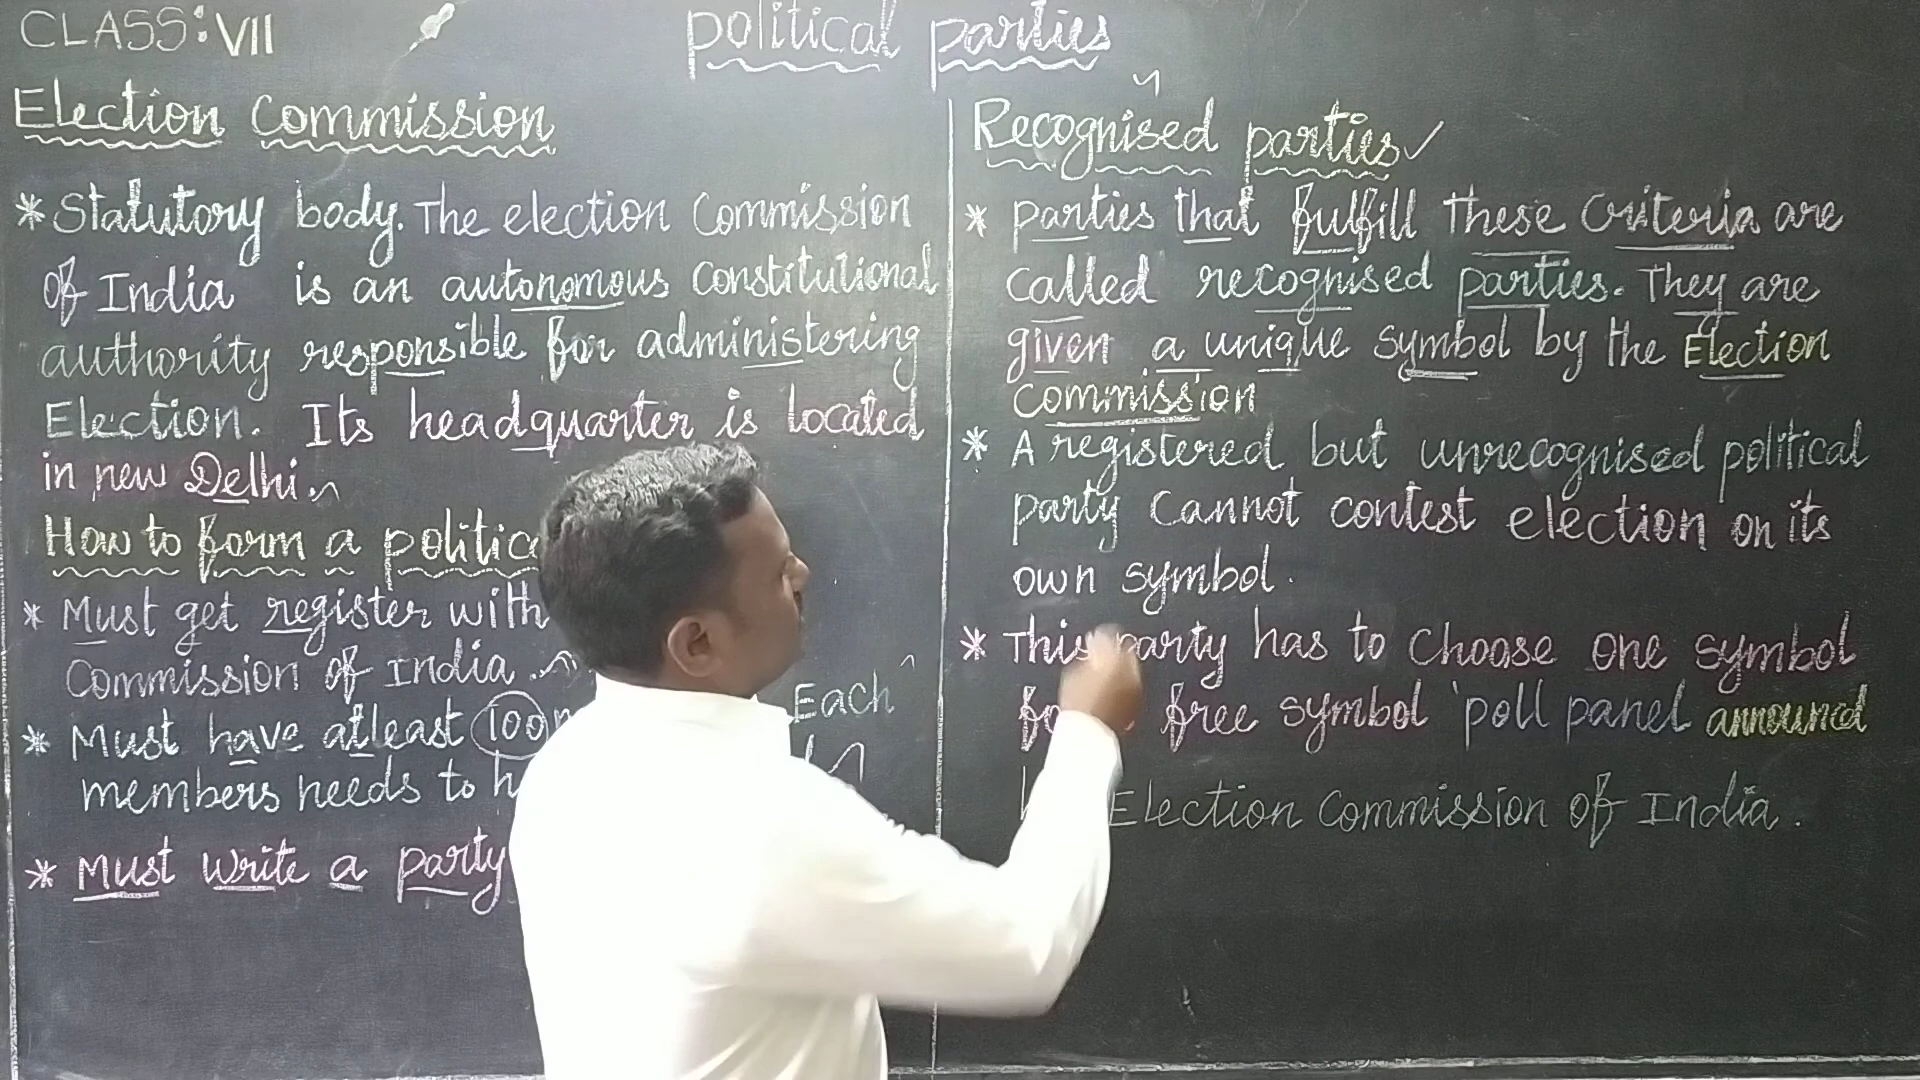 CLASS: VII
political parties
Election Commission
* Statutory body. The election Commission
of India is an autonomous Constitutional
authority responsible for administering
Election. Its headquarter is located
in new Delhi.
How to form a
* Must get register with
Commission of India.
* Must have atleast 100
Each
members needs to
* Must write a party
Recognised parties
* parties that fulfill these Criteria are
called recognised parties. They are
given a unique symbol by the Election
Commission
* A registered but unrecognised political
party Cannot contest election on its
own symbol.
* This party has to Choose one symbol
free symbol 'poll panel announed
Election Commission of India.